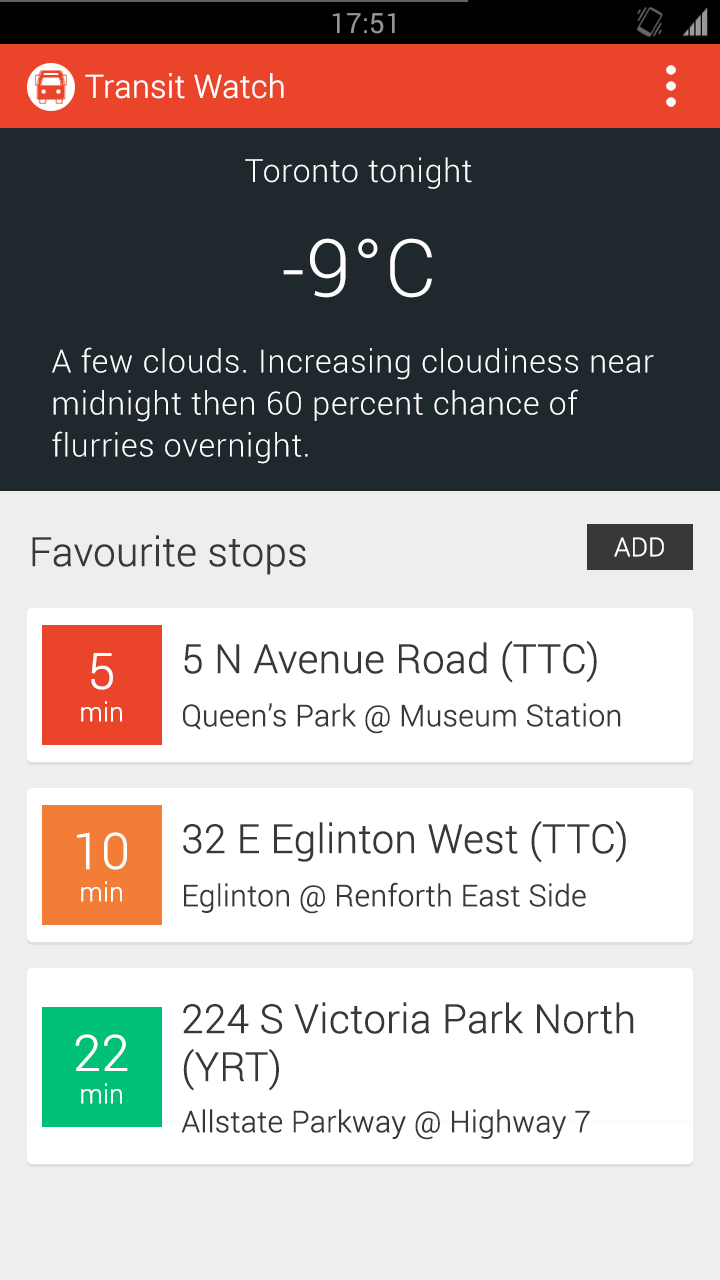 17:51
Transit Watch
Toronto tonight
-9°C
A few clouds. Increasing cloudiness near
midnight then 60 percent chance of
flurries overnight.
Favourite stops
ADD
5
min
5 N Avenue Road (TTC)
Queen’s Park @ Museum Station
10
min
32 E Eglinton West (TTC)
Eglinton @ Renforth East Side
22
min
224 S Victoria Park North
(YRT)
Allstate Parkway @ Highway 7